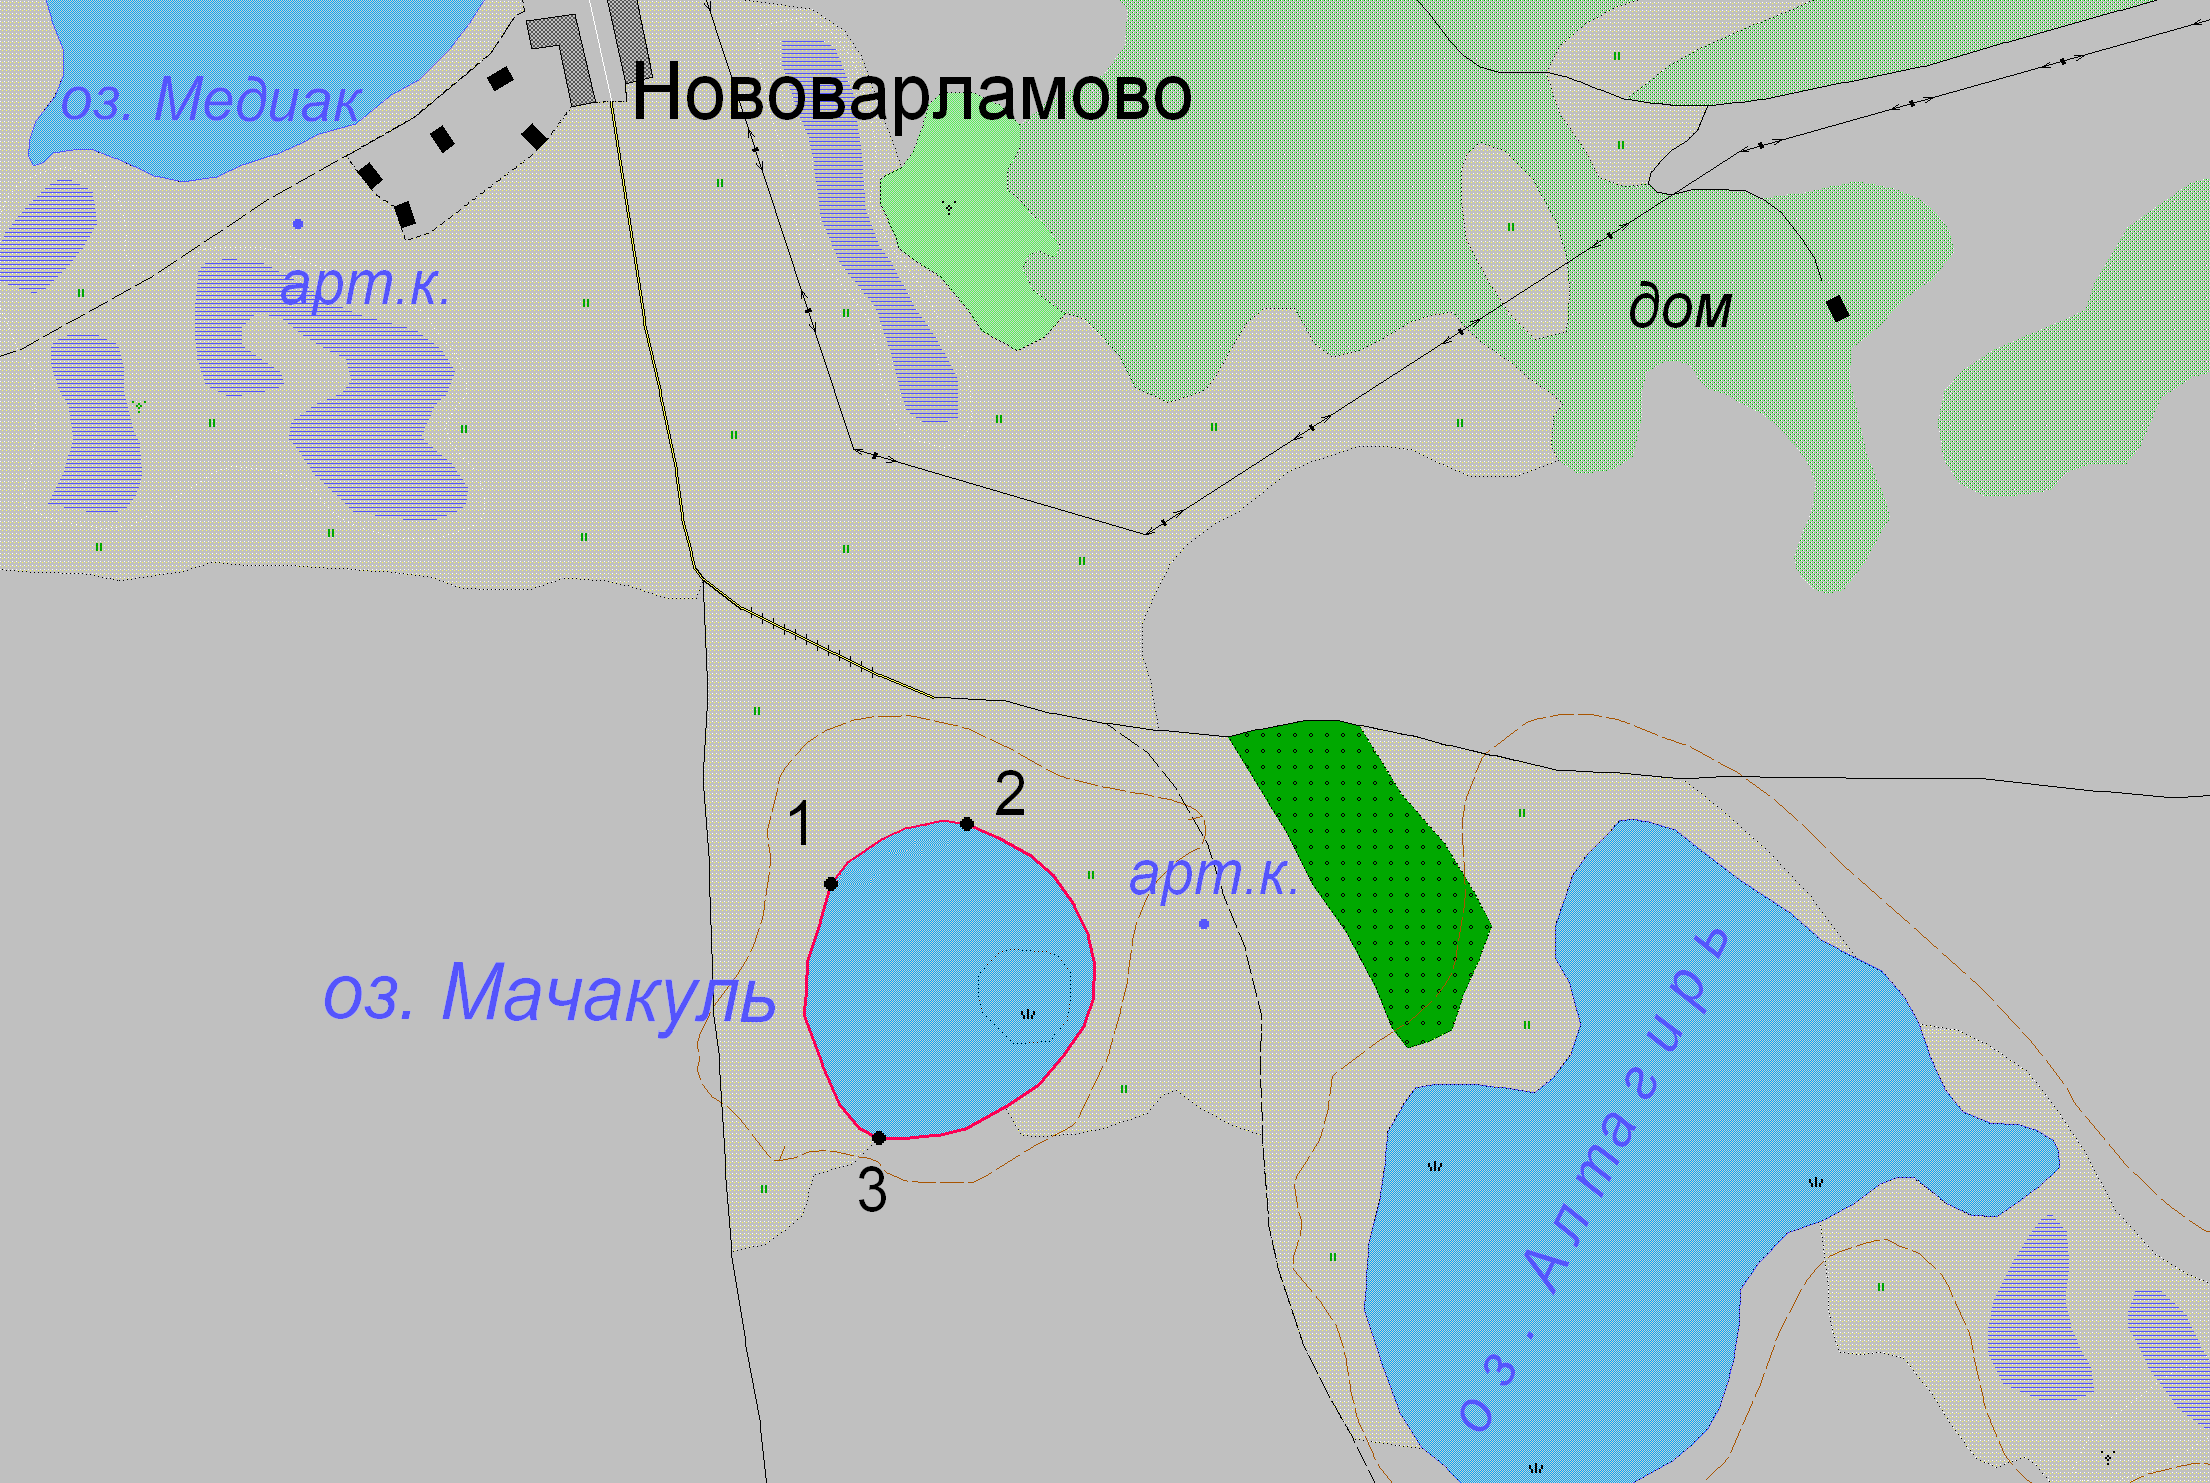 оз. Медиак
Нововарламово
арт.к.
дом
1
2
арт.к.
оз. Мачакуль
оз. Алтагирь
3